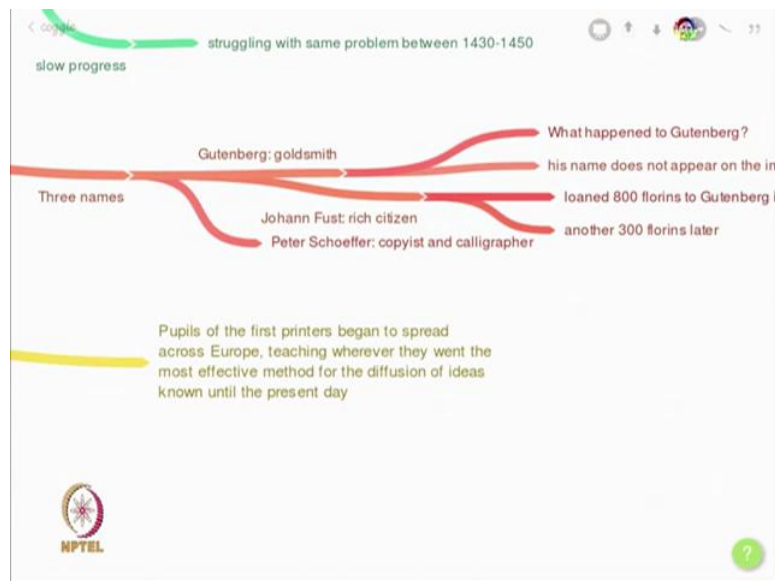 coggle
struggling with same problem between 1430-1450
slow progress
What happened to Gutenberg?
Gutenberg: goldsmith
his name does not appear on the
Three names
loaned 800 florins to Gutenberg
Johann Fust: rich citizen
another 300 florins later
Peter Schoeffer: copyist and calligrapher
Pupils of the first printers began to spread
across Europe, teaching wherever they went the
most effective method for the diffusion of ideas
known until the present day
NPTEL
?